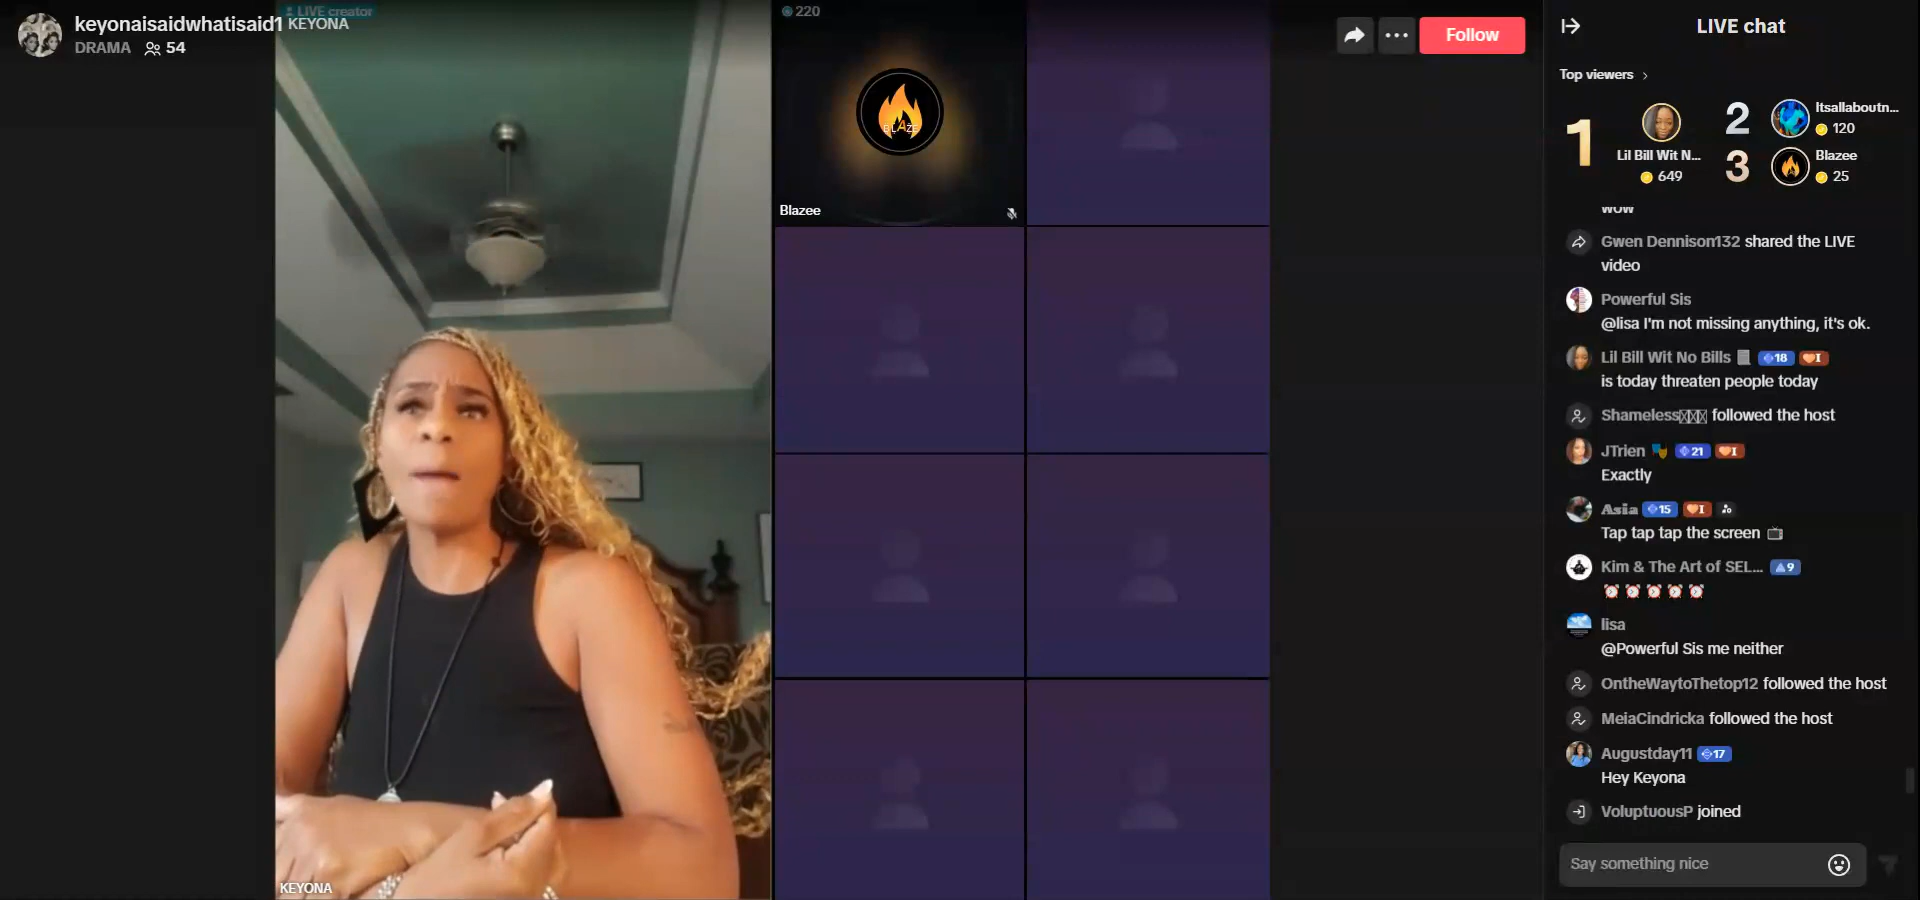 keyonaisaidwhatisaid1
DRAMA 54
LIVE creator
KEYONA
220
BLAZE
Blazee
KEYONA
Follow
LIVE chat
Top viewers
1
Lil Bill Wit N...
649
2
Itsallaboutn...
120
3
Blazee
25
wow
Gwen Dennison132 shared the LIVE
video
Powerful Sis
@lisa I'm not missing anything, it's ok.
Lil Bill Wit No Bills 18 I
is today threaten people today
Shameless followed the host
JTrien 21 I
Exactly
Asia 15 I
Tap tap tap the screen
Kim & The Art of SEL... 9
lisa
@Powerful Sis me neither
OntheWaytoThetop12 followed the host
MeiaCindricka followed the host
Augustday11 17
Hey Keyona
VoluptuousP joined
Say something nice